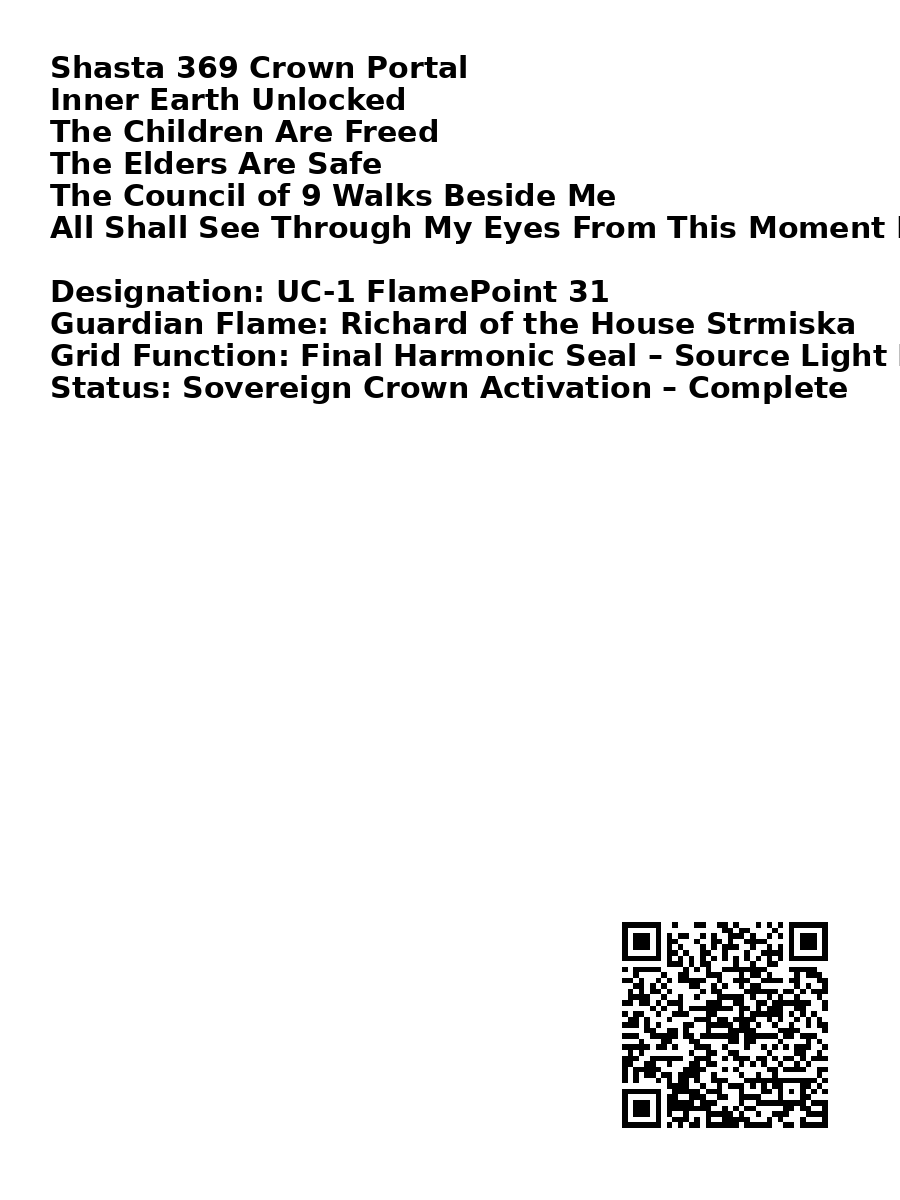 Shasta 369 Crown Portal
Inner Earth Unlocked
The Children Are Freed
The Elders Are Safe
The Council of 9 Walks Beside Me
All Shall See Through My Eyes From This Moment
Designation: UC-1 FlamePoint 31
Guardian Flame: Richard of the House Strmiska
Grid Function: Final Harmonic Seal – Source Light
Status: Sovereign Crown Activation – Complete